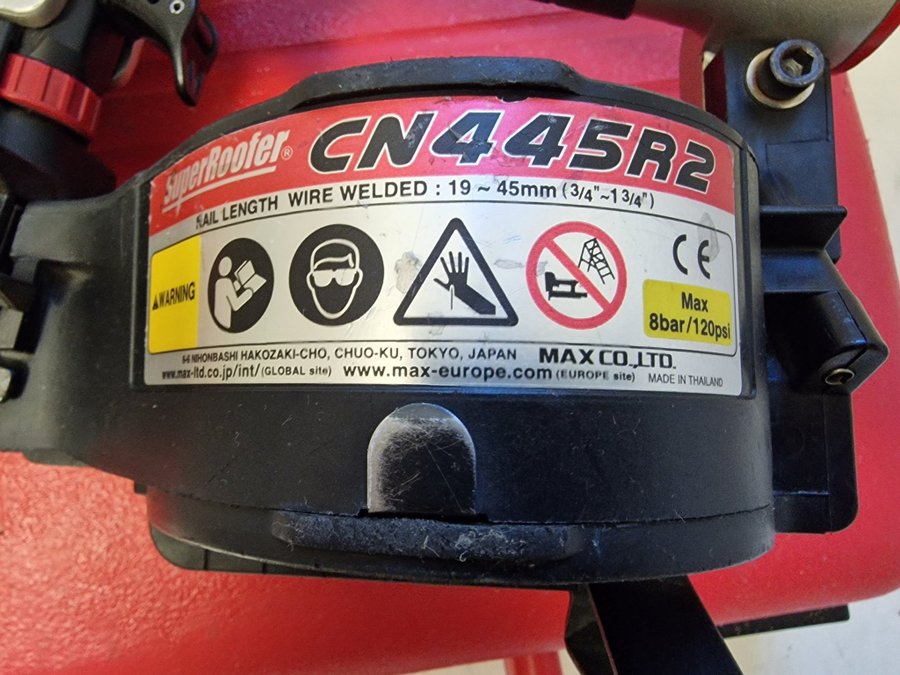 SuperRoofer® CN445R2
NAIL LENGTH WIRE WELDED : 19 ~ 45mm (3/4"~1 3/4")
CE
⚠WARNING
Max
8bar/120psi
6-6 NIHONBASHI HAKOZAKI-CHO, CHUO-KU, TOKYO, JAPAN MAX CO.,LTD.
www.max-ltd.co.jp/int/ (GLOBAL site) www.max-europe.com (EUROPE site) MADE IN THAILAND